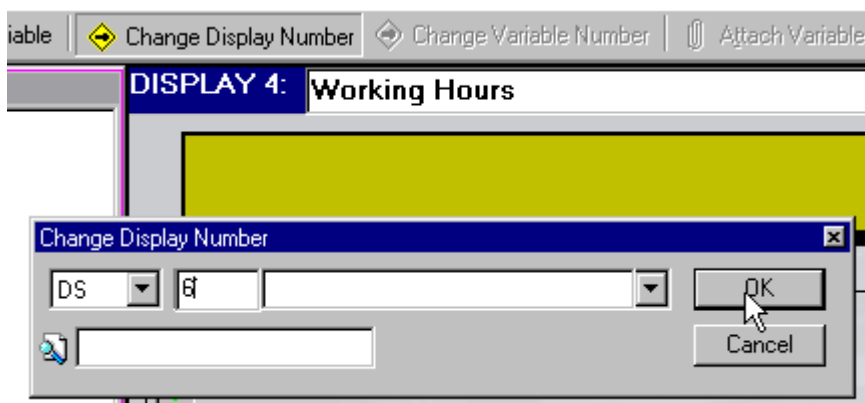 iable Change Display Number Change Variable Number Attach Variable
DISPLAY 4: Working Hours
Change Display Number
DS 6 OK
Cancel